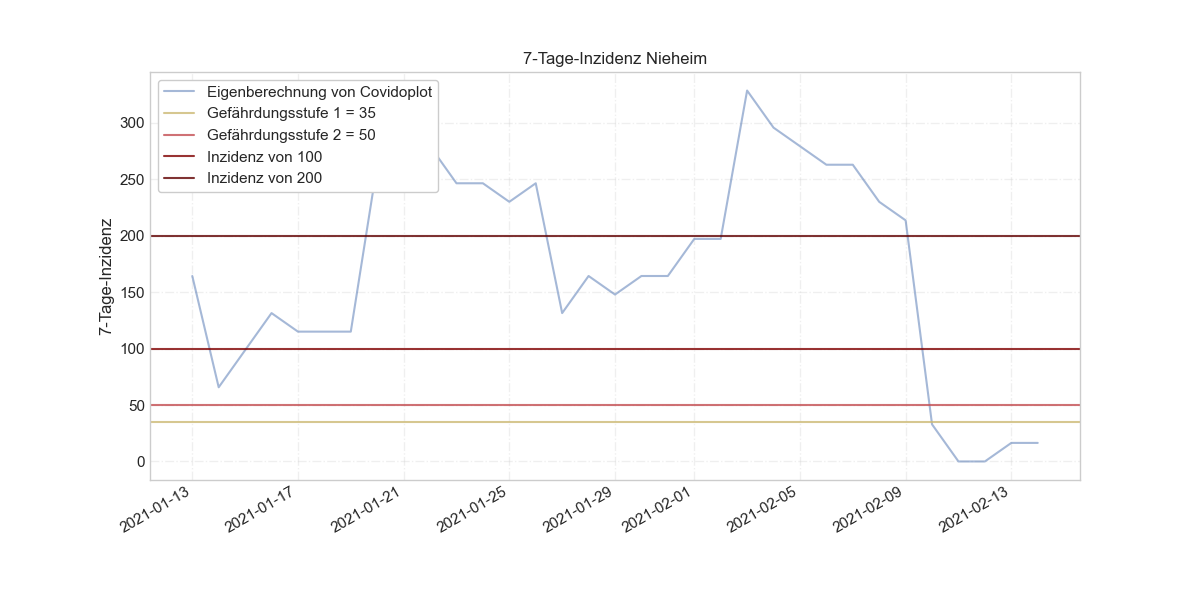 7-Tage-Inzidenz Nieheim
Eigenberechnung von Covidoplot
Gefährdungsstufe 1 = 35
Gefährdungsstufe 2 = 50
Inzidenz von 100
Inzidenz von 200
7-Tage-Inzidenz
300
250
200
150
100
50
0
2021-01-13
2021-01-17
2021-01-21
2021-01-25
2021-01-29
2021-02-01
2021-02-05
2021-02-09
2021-02-13